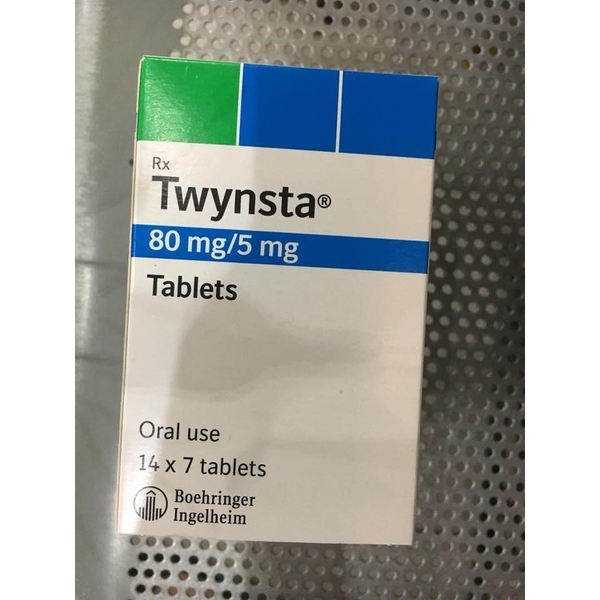 Rx
Twynsta®
80 mg/5 mg
Tablets
Oral use
14 x 7 tablets
Boehringer
Ingelheim